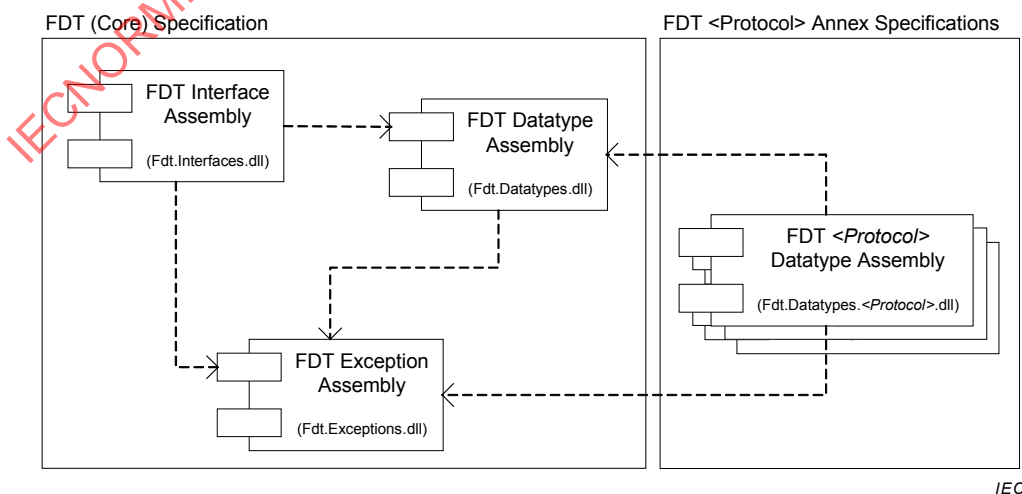 FDT (Core) Specification
FDT <Protocol> Annex Specifications
FDT Interface
Assembly
(Fdt.Interfaces.dll)
FDT Datatype
Assembly
(Fdt.Datatypes.dll)
FDT <Protocol>
Datatype Assembly
(Fdt.Datatypes.<Protocol>.dll)
FDT Exception
Assembly
(Fdt.Exceptions.dll)
IEC